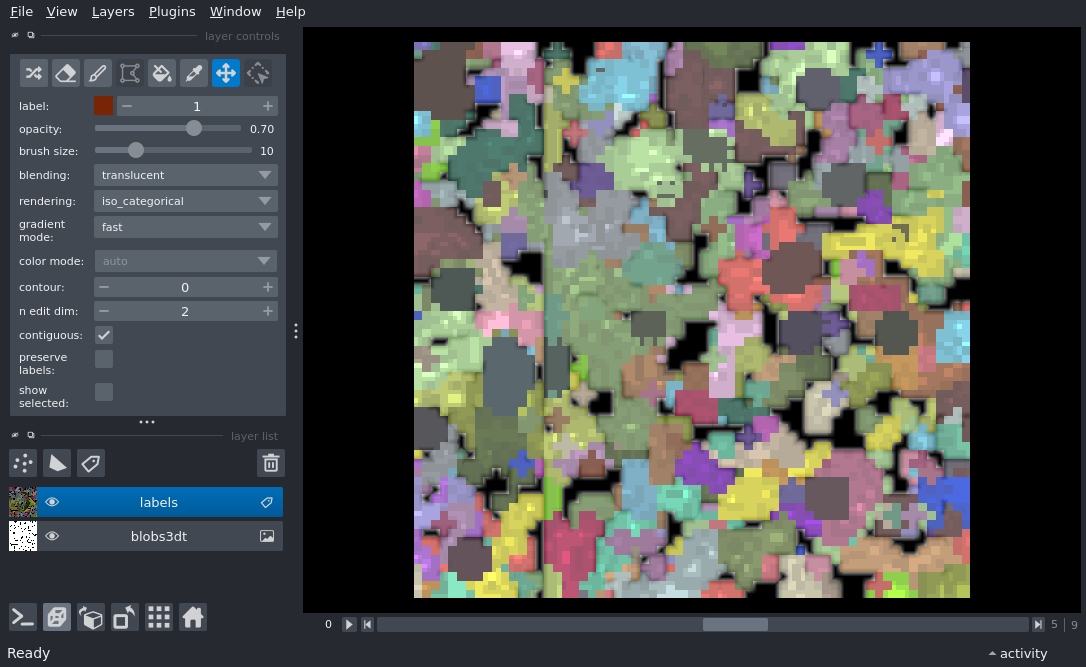 File View Layers Plugins Window Help
layer controls
label: 1
opacity: 0.70
brush size: 10
blending: translucent
rendering: iso_categorical
gradient
mode: fast
color mode: auto
contour: 0
n edit dim: 2
contiguous:
preserve
labels:
show
selected:
layer list
labels
blobs3dt
0 5 9
Ready activity